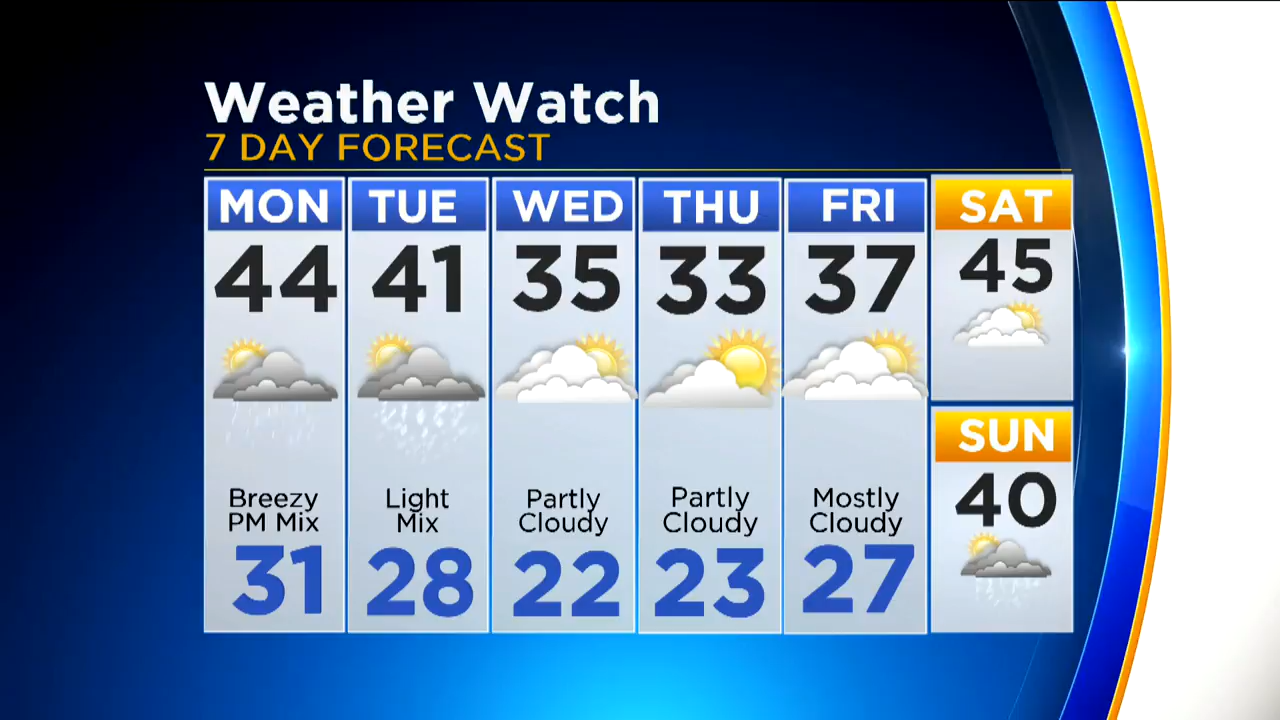 Weather Watch
7 DAY FORECAST
MON
44
Breezy
PM Mix
31
TUE
41
Light
Mix
28
WED
35
Partly
Cloudy
22
THU
33
Partly
Cloudy
23
FRI
37
Mostly
Cloudy
27
SAT
45
SUN
40